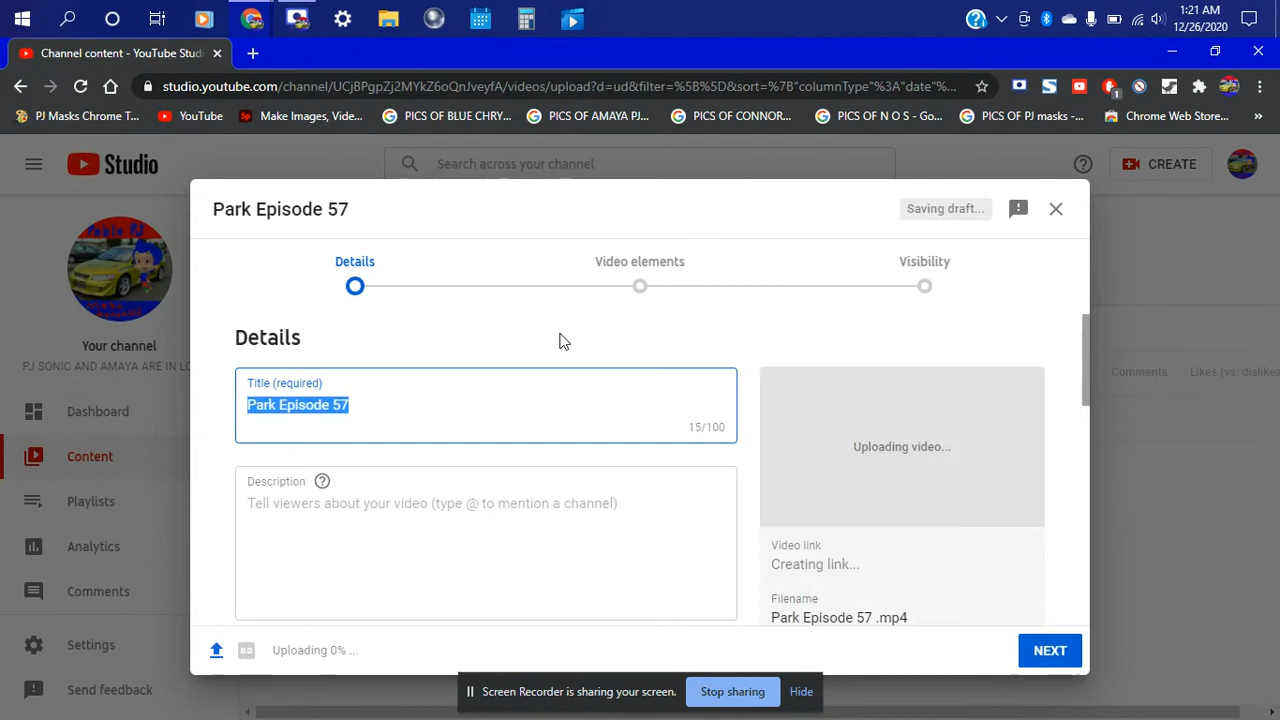 1:21 AM
12/26/2020
Channel content - YouTube Stud
studio.youtube.com/channel/UCjBPgpZj2MYkZ6oQnJveyfA/videos/upload?d=ud&filter=%5B%5D&sort=%7B"columnType"%3A"date"%...
1
PJ Masks Chrome T...
YouTube
Sp Make Images, Vide...
PICS OF BLUE CHRY...
PICS OF AMAYA PJ...
PICS OF CONNOR...
PICS OF N O S - Go...
PICS OF PJ masks - ...
Chrome Web Store...
»
Studio
Search across your channel
CREATE
Park Episode 57
Saving draft...
Details
Video elements
Visibility
Your channel
PJ SONIC AND AMAYA ARE IN LO
Dashboard
Content
Playlists
Analytics
Comments
Settings
Send feedback
Details
Title (required)
Park Episode 57
15/100
Description
Tell viewers about your video (type @ to mention a channel)
Uploading video...
Video link
Creating link...
Filename
Park Episode 57 .mp4
Comments
Likes (vs. dislikes
Uploading 0% ...
NEXT
Screen Recorder is sharing your screen.
Stop sharing
Hide